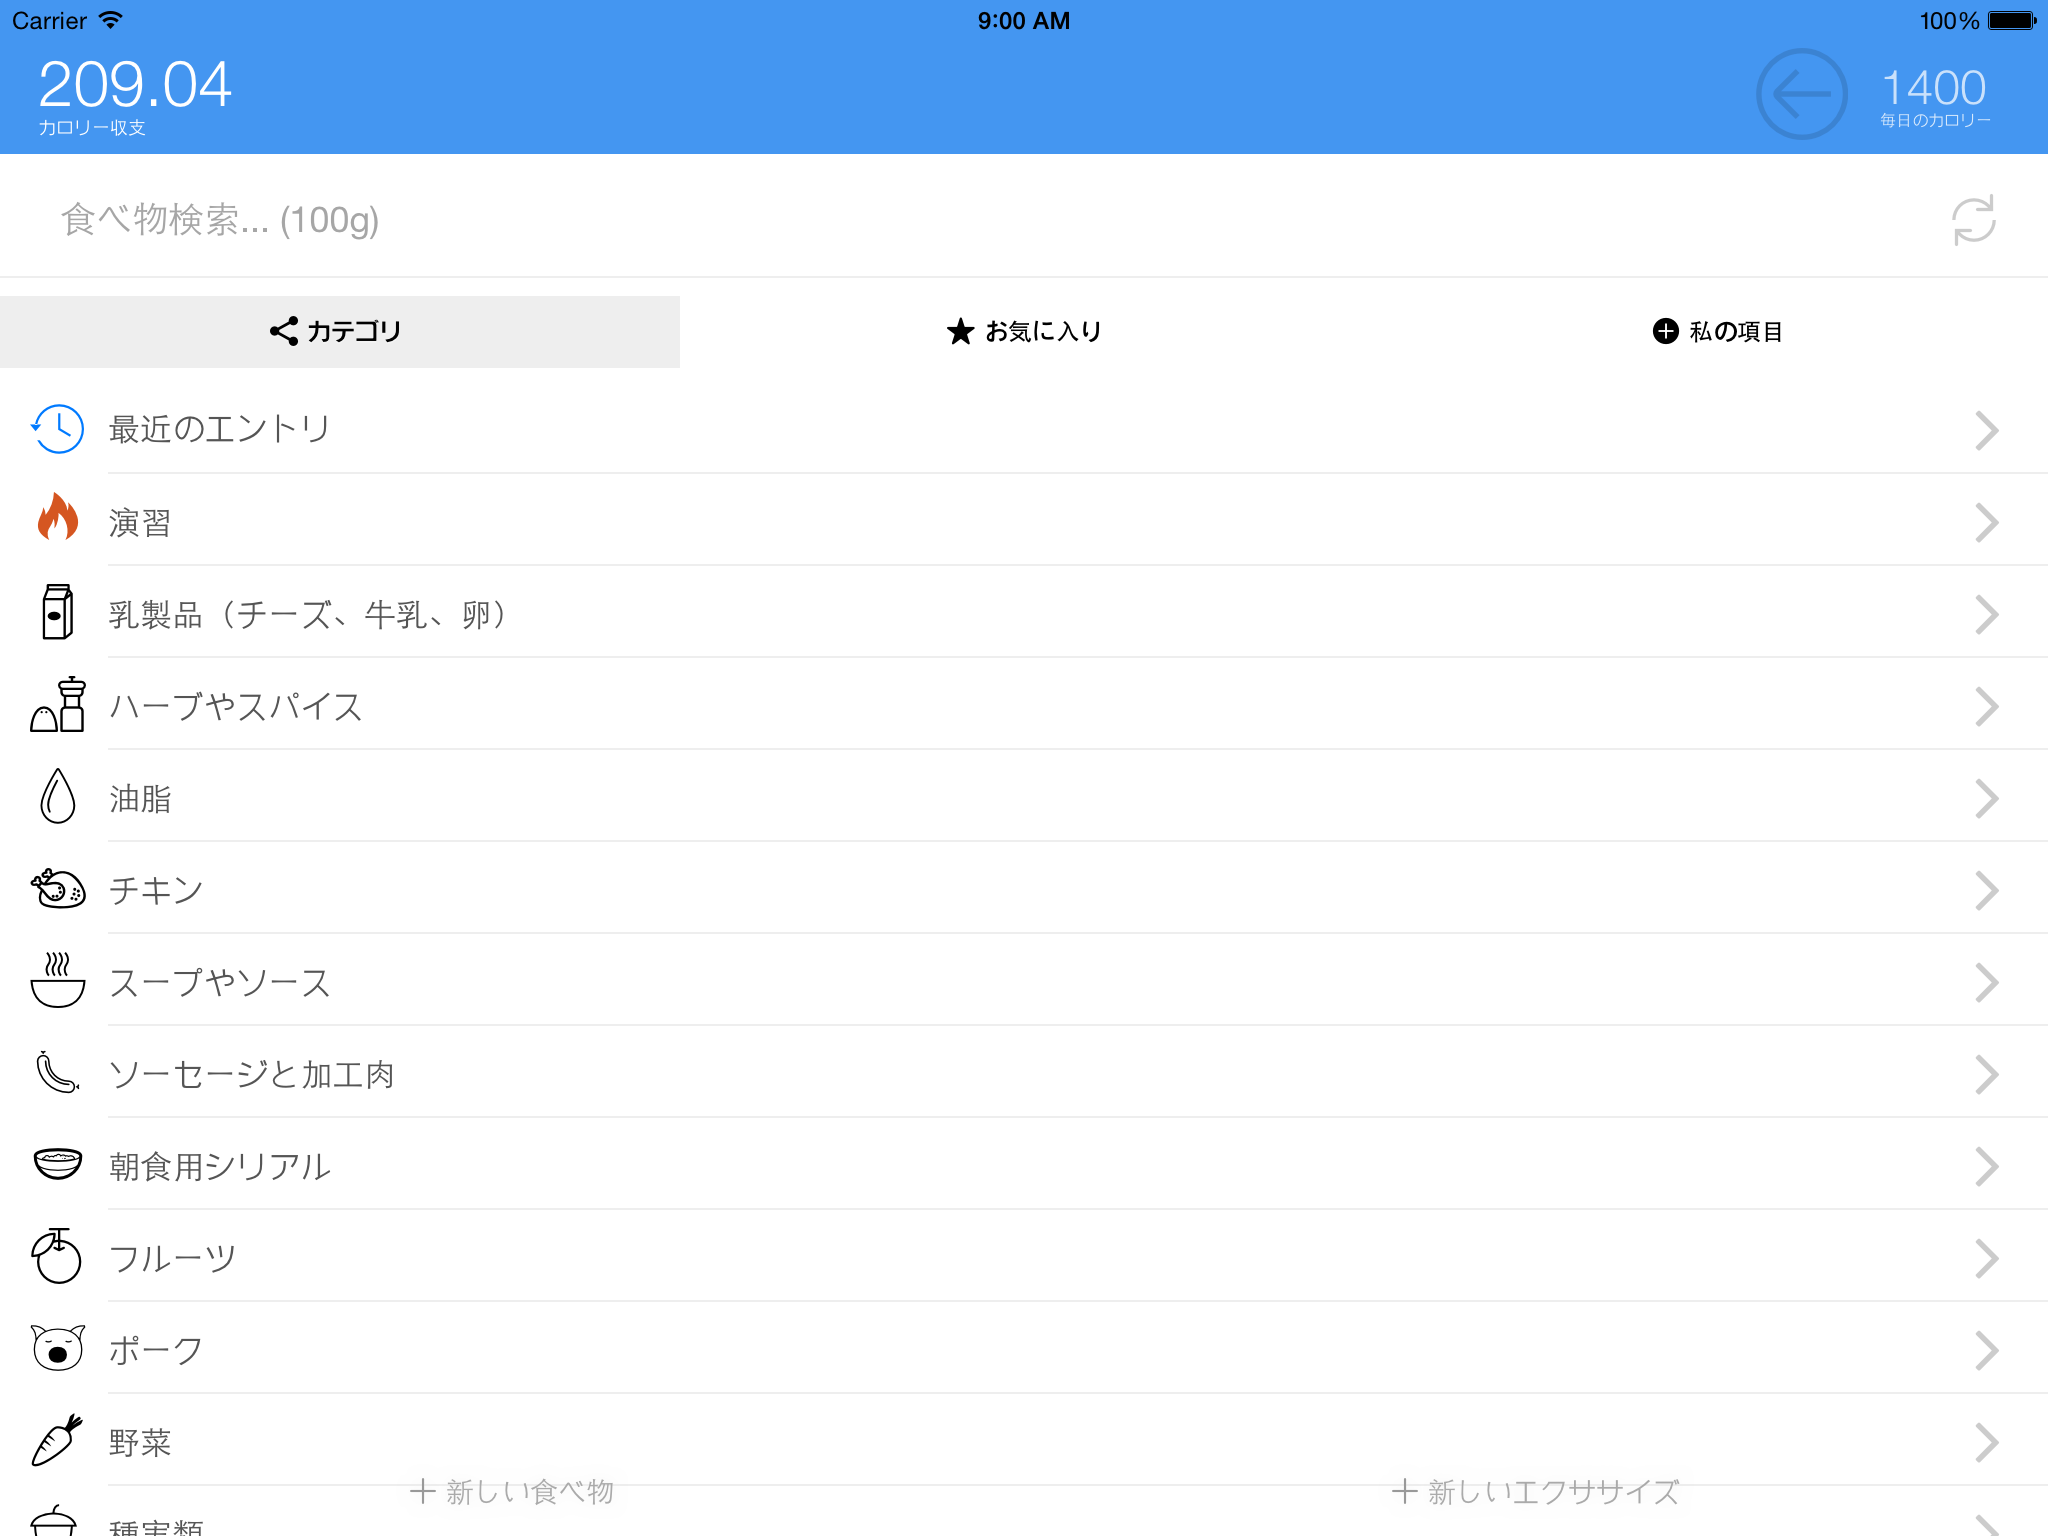 Carrier 9:00 AM 100%
209.04
カロリー収支
1400
毎日のカロリー
食べ物検索... (100g)
カテゴリ お気に入り 私の項目
最近のエントリ
演習
乳製品（チーズ、牛乳、卵）
ハーブやスパイス
油脂
チキン
スープやソース
ソーセージと加工肉
朝食用シリアル
フルーツ
ポーク
野菜
新しい食べ物 新しいエクササイズ
種実類